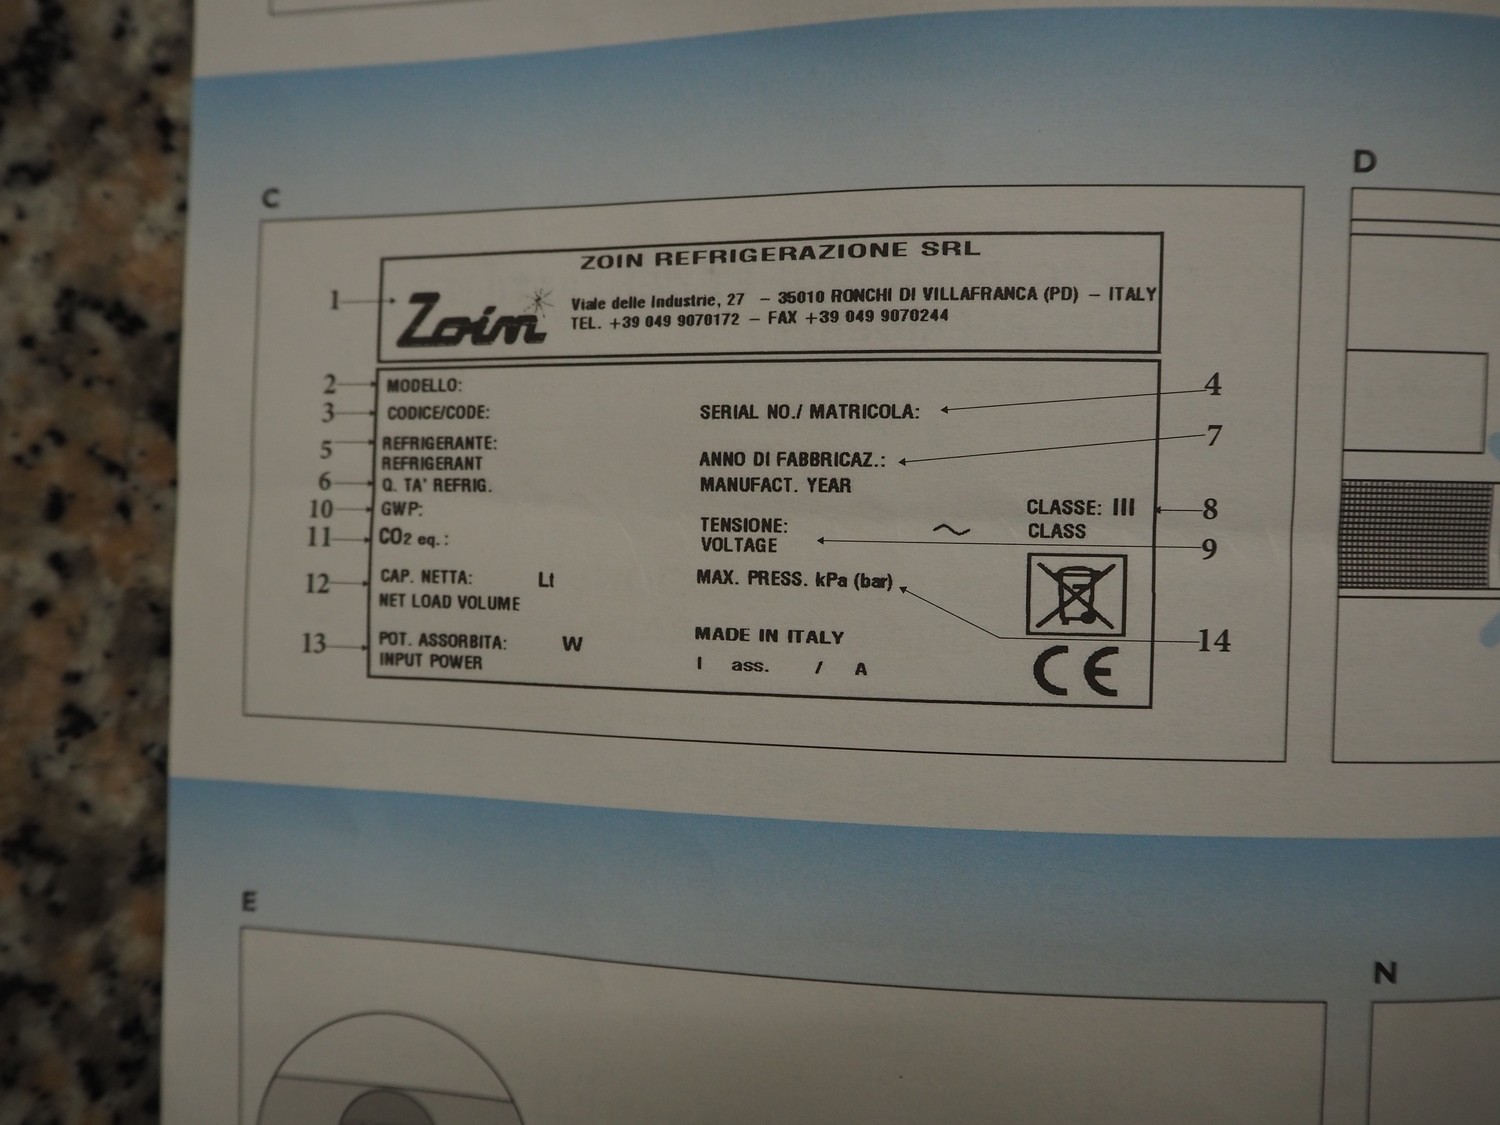 C
D
ZOIN REFRIGERAZIONE SRL
1
Zoin
Viale delle Industrie, 27 – 35010 RONCHI DI VILLAFRANCA (PD) – ITALY
TEL. +39 049 9070172 – FAX +39 049 9070244
2 MODELLO:
4
3 CODICE/CODE: SERIAL NO./ MATRICOLA:
5 REFRIGERANTE:
REFRIGERANT
7
ANNO DI FABBRICAZ.:
6 Q. TA' REFRIG. MANUFACT. YEAR
10 GWP: CLASSE: III 8
11 CO2 eq.: TENSIONE: ~ CLASS
VOLTAGE 9
12 CAP. NETTA: Lt MAX. PRESS. kPa (bar)
NET LOAD VOLUME
13 POT. ASSORBITA: W MADE IN ITALY 14
INPUT POWER I ass. / A CE
E
N